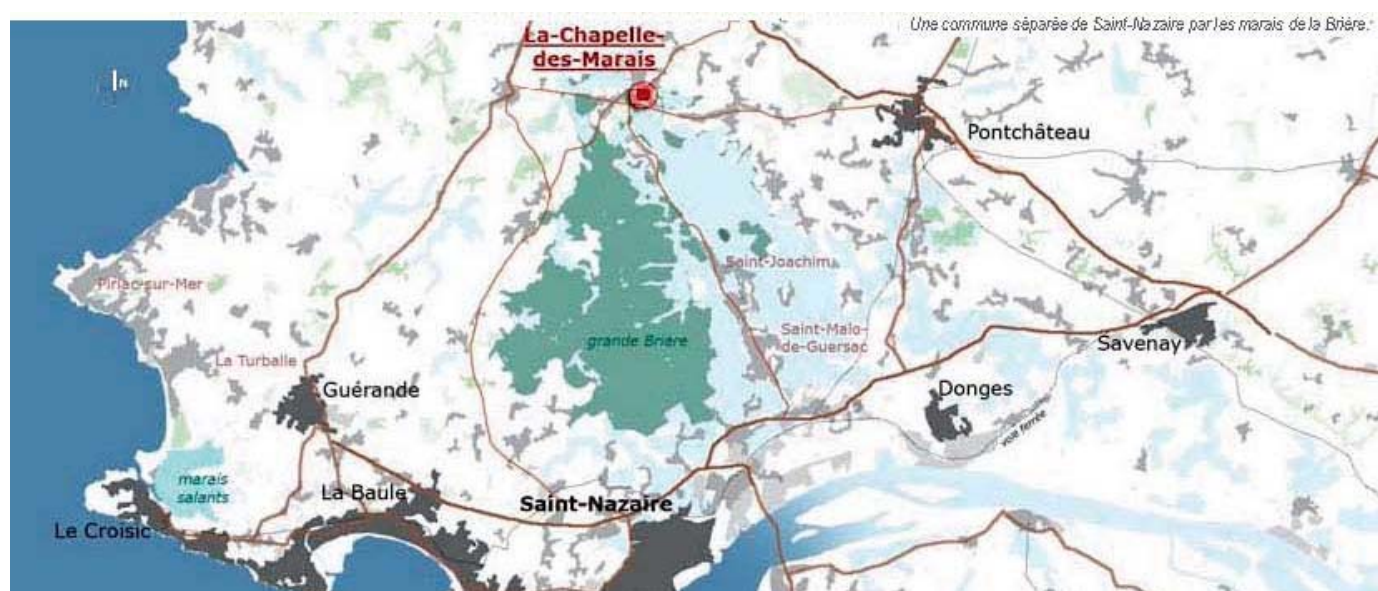 Une commune séparée de Saint-Nazaire par les marais de la Brière.
La-Chapelle-
des-Marais
N
Pontchâteau
Saint-Joachim
Piriac-sur-Mer
Saint-Malo-
de-Guersac
grande Brière
Savenay
La Turballe
Guérande
Donges
voie ferrée
marais
salants
La Baule
Saint-Nazaire
Le Croisic